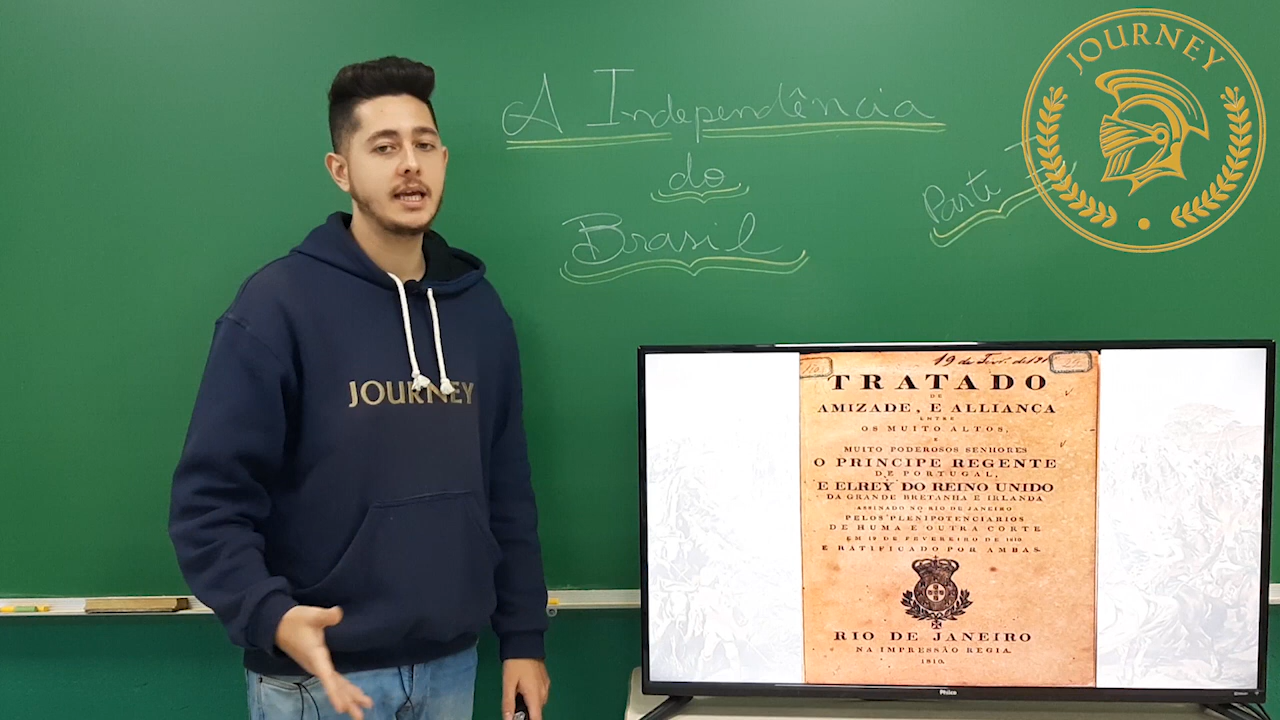 A Independência
do
Brasil
Parte
JOURNEY
JOURNEY
19 de
TRATADO
DE
AMIZADE, E ALLIANÇA
ENTRE
OS MUITO ALTOS,
E
MUITO PODEROSOS SENHORES
O PRINCIPE REGENTE
DE PORTUGAL,
E ELREY DO REINO UNIDO
DA GRANDE BRETANHA E IRLANDA
ASSINADO NO RIO DE JANEIRO
PELOS PLENIPOTENCIARIOS
DE HUMA E OUTRA CORTE
EM 19 DE FEVEREIRO DE 1810.
E RATIFICADO POR AMBAS.
RIO DE JANEIRO
NA IMPRESSÃO REGIA.
1810.
Philco